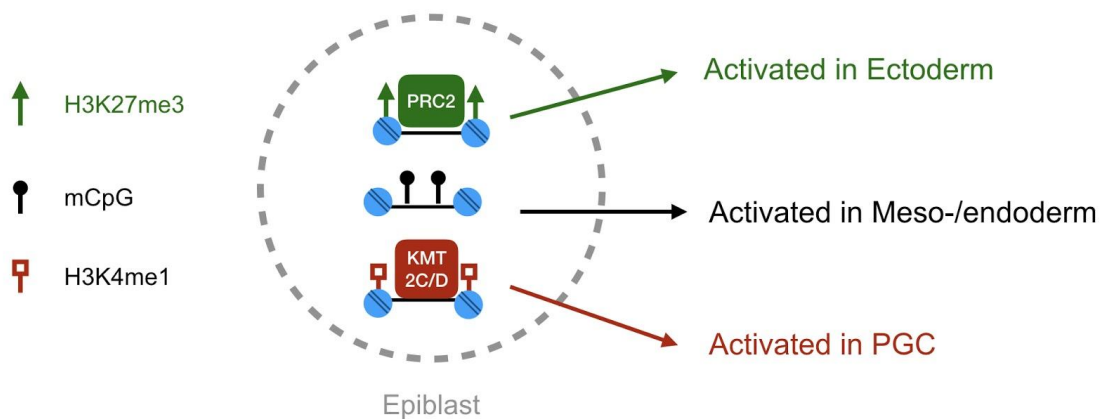 H3K27me3
mCpG
H3K4me1
PRC2
KMT
2C/D
Epiblast
Activated in Ectoderm
Activated in Meso-/endoderm
Activated in PGC